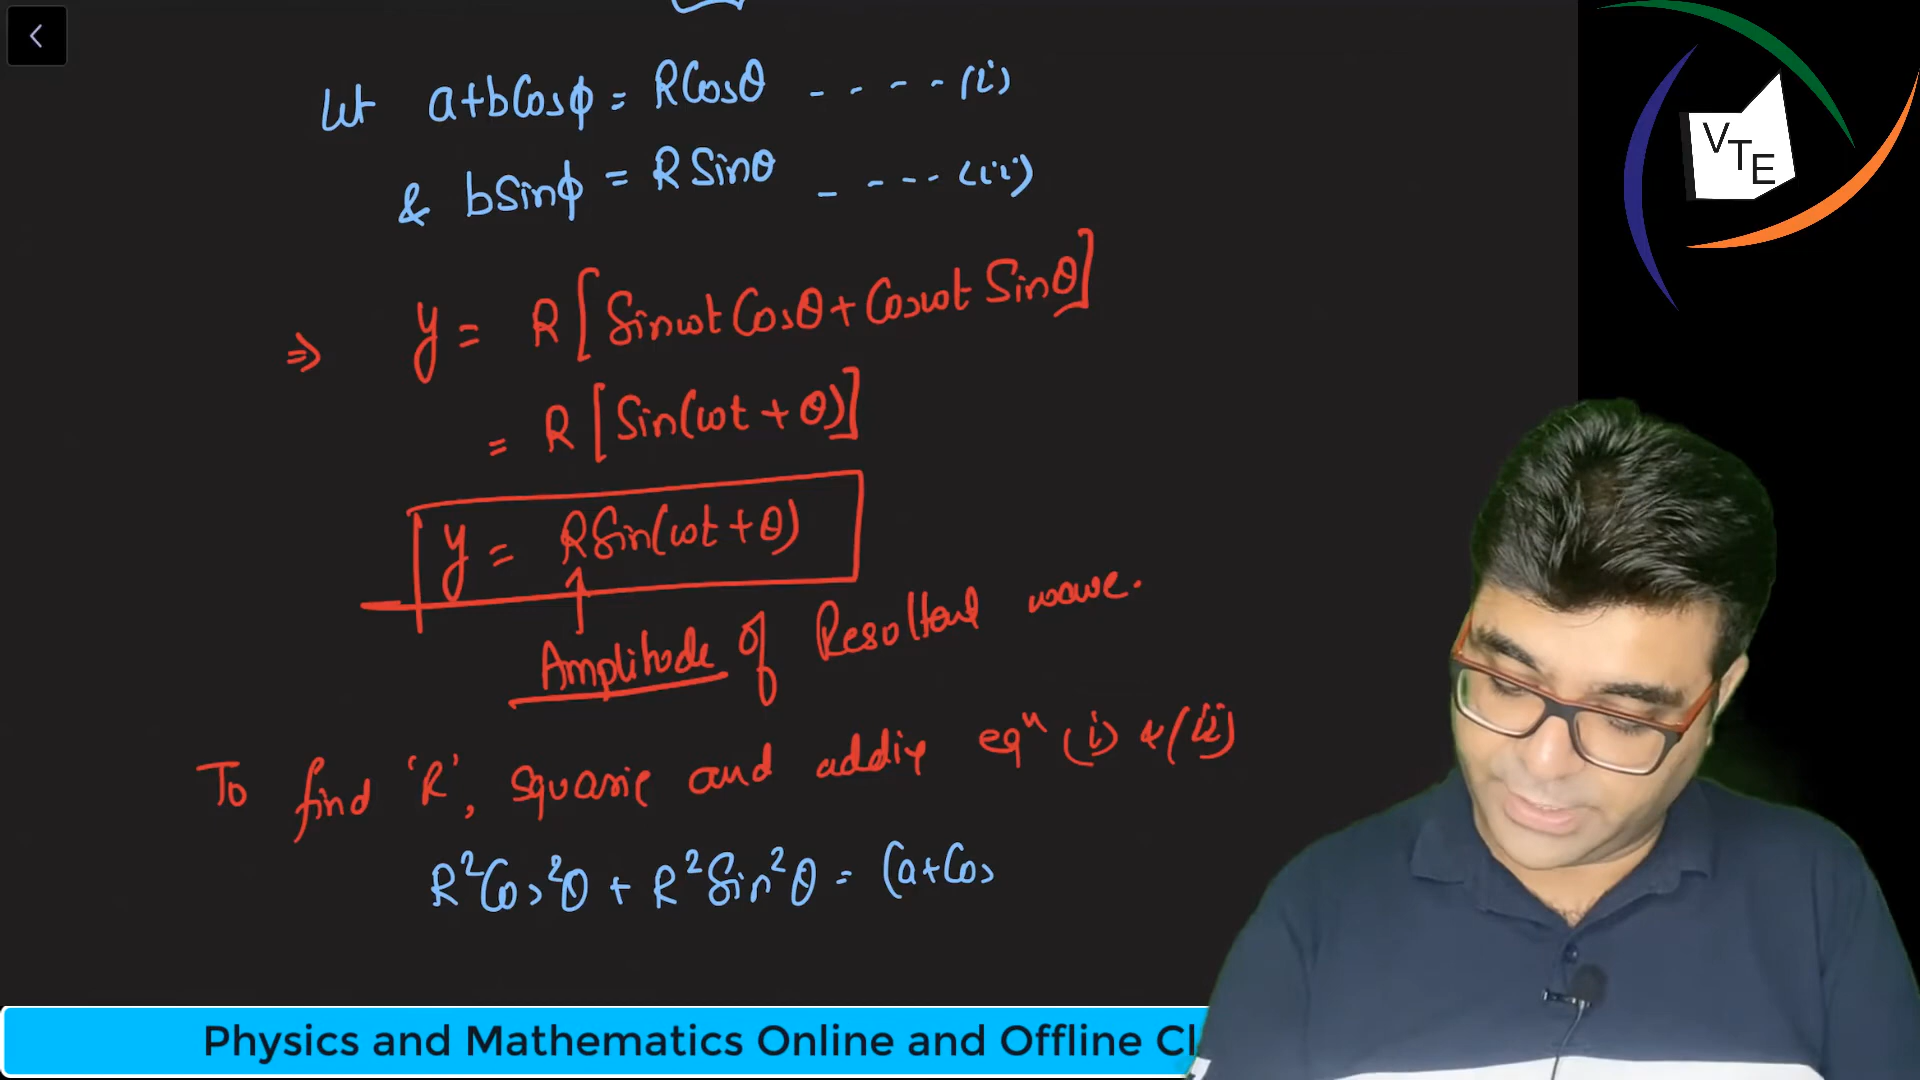 let a+bCosϕ = RCosθ - - - - - (i)
VTE
& bSinϕ = RSinθ - - - - - (ii)
⇒ y = R[Sinωt Cosθ + Cosωt Sinθ]
= R[Sin(ωt + θ)]
y = RSin(ωt + θ)
Amplitude of Resultant wave.
To find 'R', squaring and adding eqⁿ (i) & (ii)
R²Cos²θ + R²Sin²θ = (a+Cos
Physics and Mathematics Online and Offline Cl